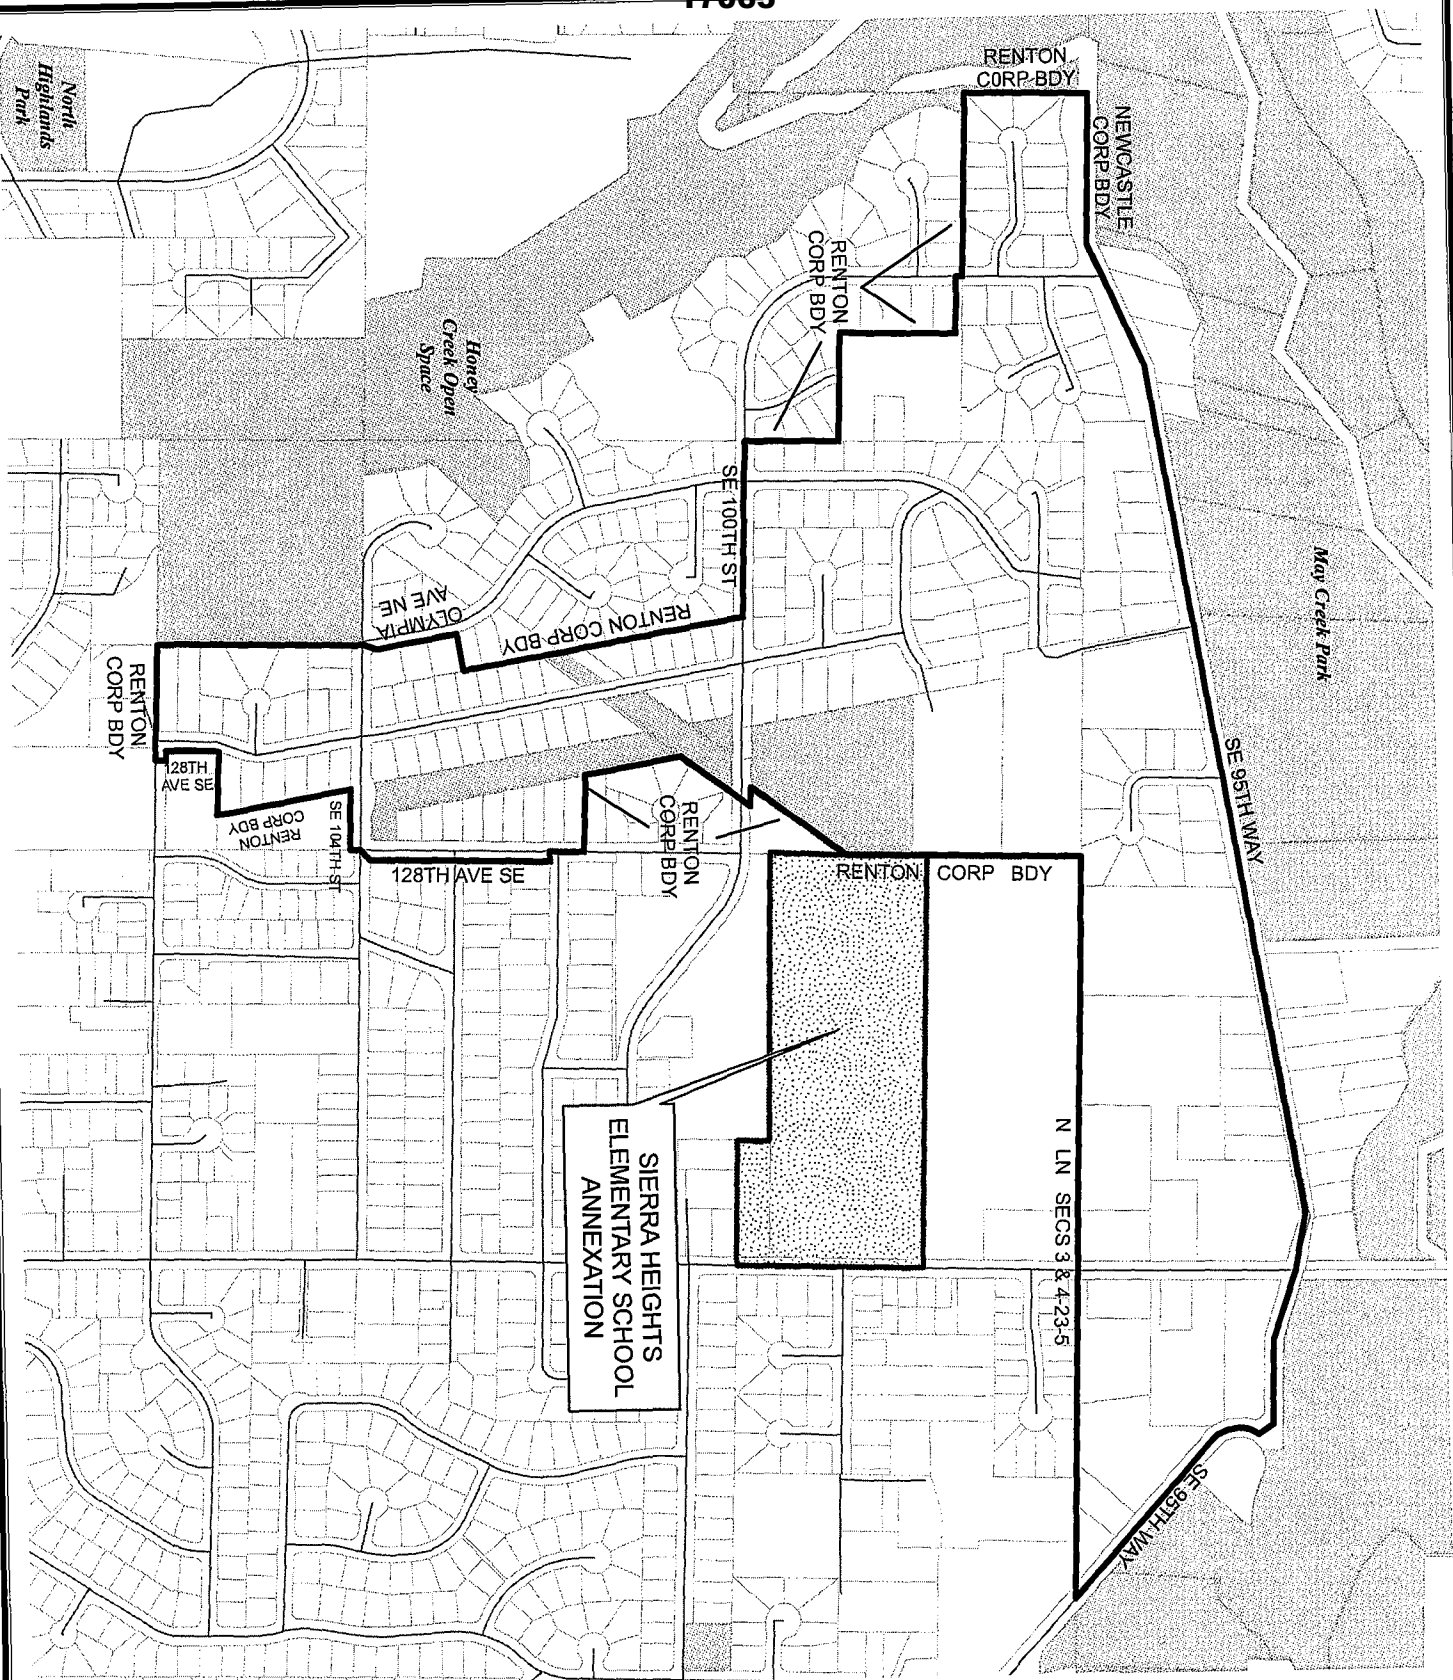 RENTON
CORP BDY
NEWCASTLE
CORP BDY
North
Highlands
Park
RENTON
CORP BDY
Honey
Creek Open
Space
SE 100TH ST
May Creek Park
OLYMPIA
AVE NE
RENTON CORP BDY
RENTON
CORP BDY
SE 95TH WAY
128TH
AVE SE
RENTON
CORP BDY
SE 104TH ST
RENTON
CORP BDY
128TH AVE SE
RENTON CORP BDY
N LN SECS 3 & 4-23-5
SIERRA HEIGHTS
ELEMENTARY SCHOOL
ANNEXATION
SE 95TH WAY